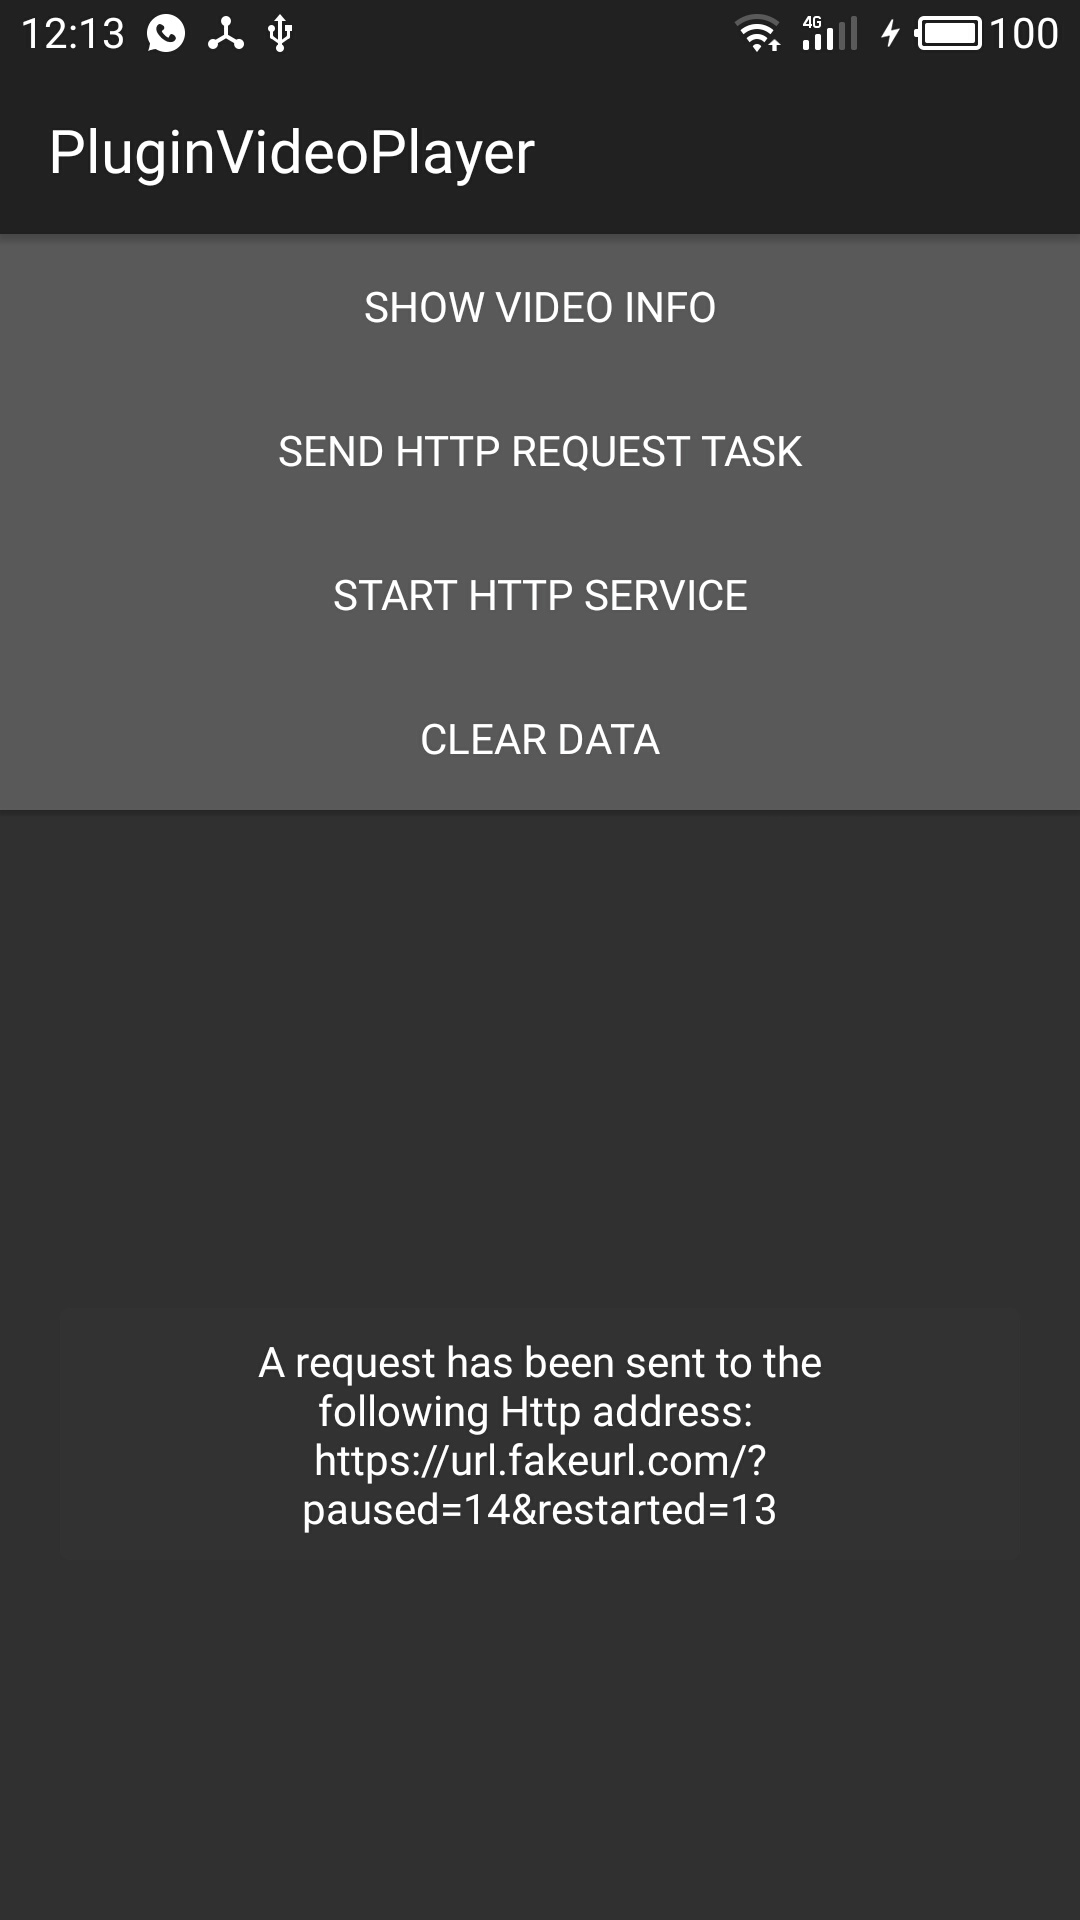 12:13
4G
100
PluginVideoPlayer
SHOW VIDEO INFO
SEND HTTP REQUEST TASK
START HTTP SERVICE
CLEAR DATA
A request has been sent to the
following Http address:
https://url.fakeurl.com/?
paused=14&restarted=13